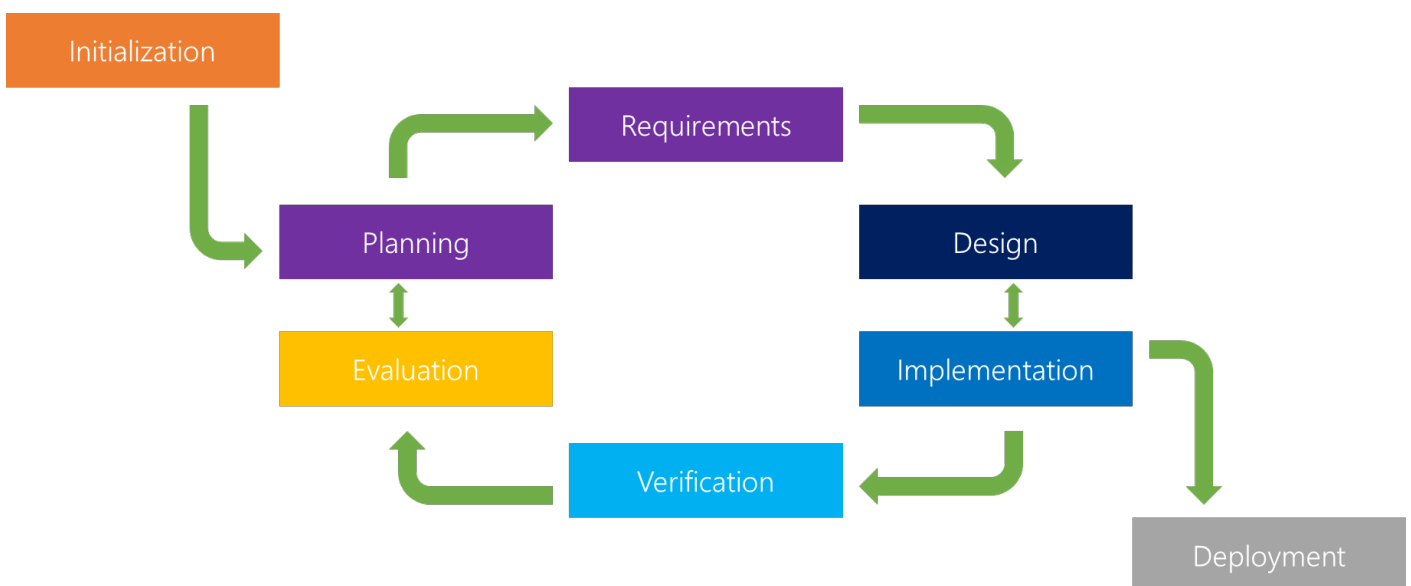 Initialization
Requirements
Planning
Design
Evaluation
Implementation
Verification
Deployment